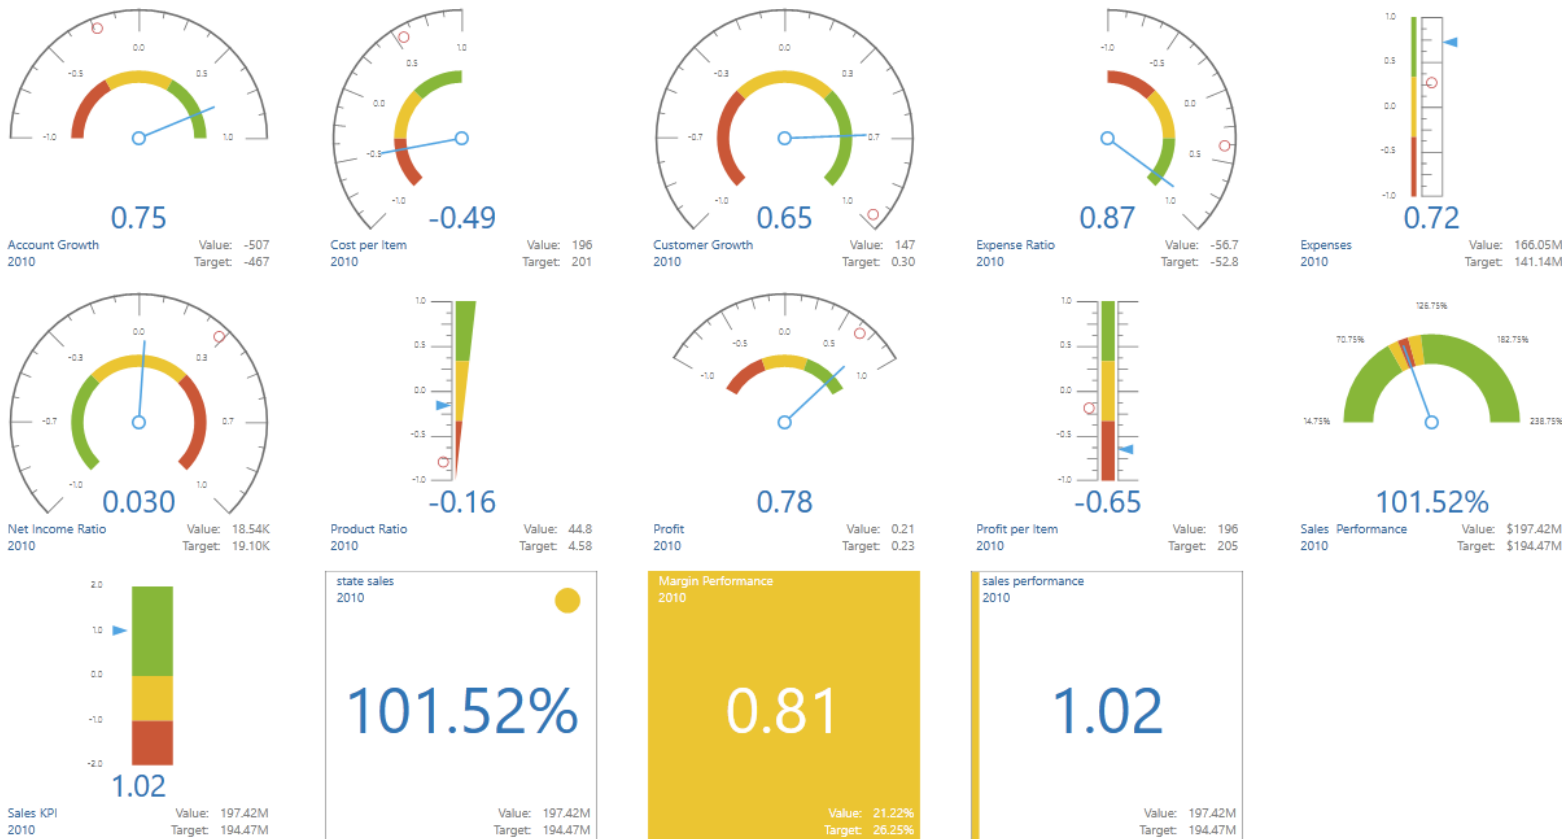 0.0
-0.5
0.5
-1.0
1.0
0.75
Account Growth
Value: -507
2010
Target: -467
1.0
0.5
0.0
-0.5
-1.0
-0.49
Cost per Item
Value: 196
2010
Target: 201
0.0
-0.3
0.3
-0.7
0.7
-1.0
1.0
0.65
Customer Growth
Value: 147
2010
Target: 0.30
-1.0
-0.5
0.0
0.5
1.0
0.87
Expense Ratio
Value: -56.7
2010
Target: -52.8
1.0
0.5
0.0
-0.5
-1.0
0.72
Expenses
Value: 166.05M
2010
Target: 141.14M
0.0
-0.3
0.3
-0.7
0.7
-1.0
1.0
0.030
Net Income Ratio
Value: 18.54K
2010
Target: 19.10K
1.0
0.5
0.0
-0.5
-1.0
-0.16
Product Ratio
Value: 44.8
2010
Target: 4.58
0.0
-0.5
0.5
-1.0
1.0
0.78
Profit
Value: 0.21
2010
Target: 0.23
1.0
0.5
0.0
-0.5
-1.0
-0.65
Profit per Item
Value: 196
2010
Target: 205
126.75%
70.75%
182.75%
14.75%
238.75%
101.52%
Sales Performance
Value: $197.42M
2010
Target: $194.47M
2.0
1.0
0.0
-1.0
-2.0
1.02
Sales KPI
Value: 197.42M
2010
Target: 194.47M
state sales
2010
101.52%
Value: 197.42M
Target: 194.47M
Margin Performance
2010
0.81
Value: 21.22%
Target: 26.25%
sales performance
2010
1.02
Value: 197.42M
Target: 194.47M